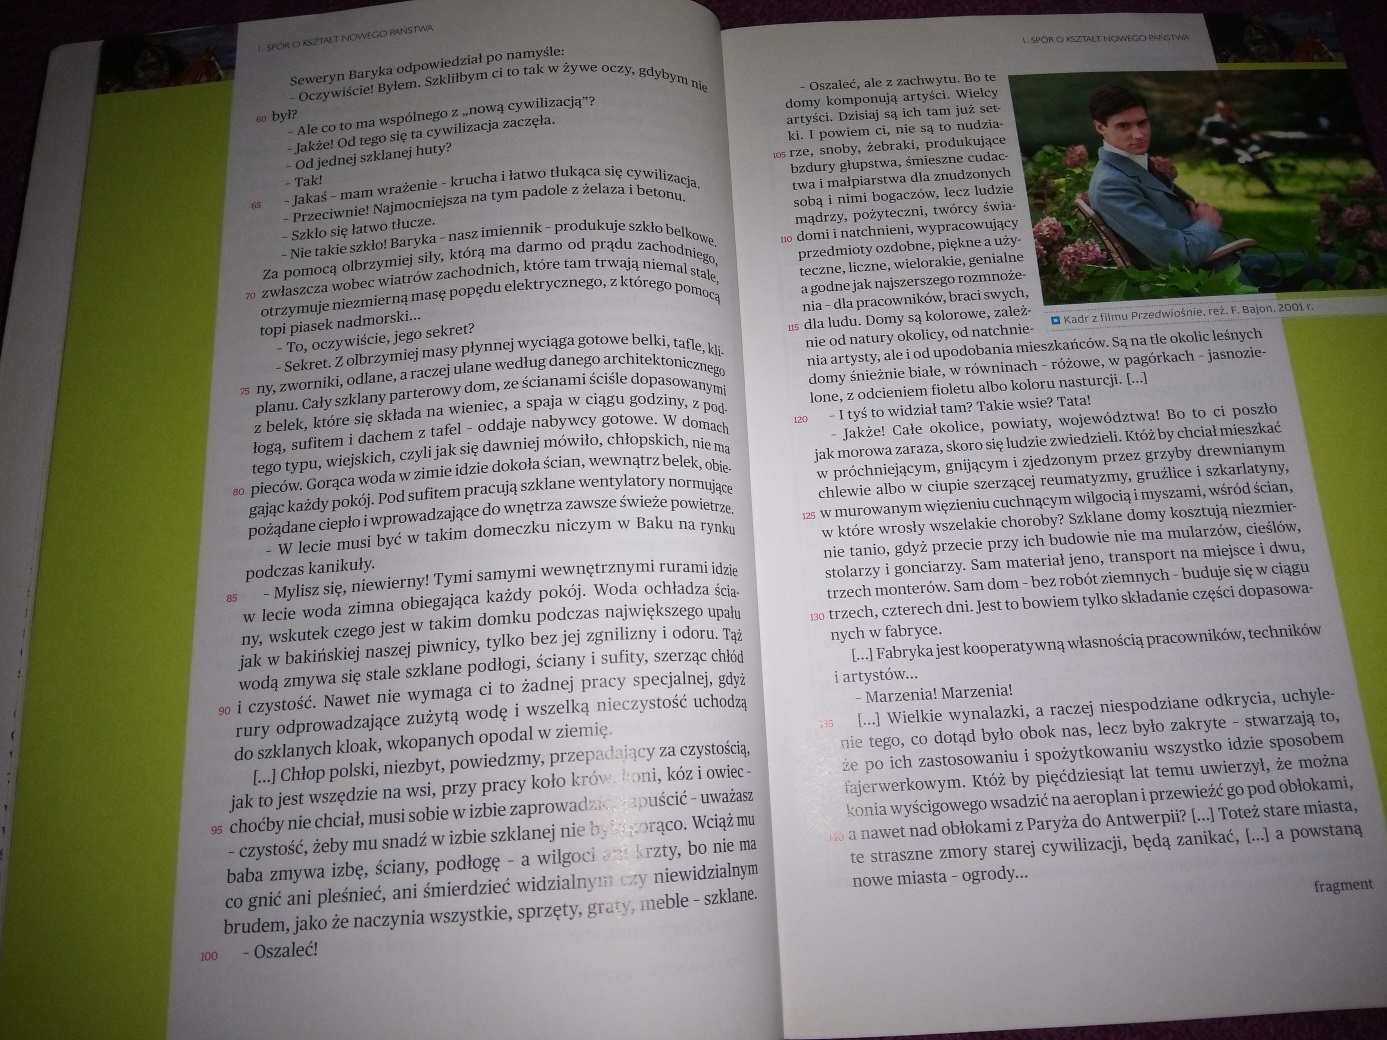 1. SPÓR O KSZTAŁT NOWEGO PAŃSTWA
Seweryn Baryka odpowiedział po namyśle:
- Oczywiście! Byłem. Szkliłbym ci to tak w żywe oczy, gdybym nie
60 był?
- Ale co to ma wspólnego z „nową cywilizacją”?
- Jakże! Od tego się ta cywilizacja zaczęła.
- Od jednej szklanej huty?
- Tak!
65 - Jakaś - mam wrażenie - krucha i łatwo tłukąca się cywilizacja.
- Przeciwnie! Najmocniejsza na tym padole z żelaza i betonu.
- Szkło się łatwo tłucze.
- Nie takie szkło! Baryka - nasz imiennik - produkuje szkło belkowe.
Za pomocą olbrzymiej siły, którą ma darmo od prądu zachodniego,
70 zwłaszcza wobec wiatrów zachodnich, które tam trwają niemal stale,
otrzymuje niezmierną masę popędu elektrycznego, z którego pomocą
topi piasek nadmorski...
- To, oczywiście, jego sekret?
- Sekret. Z olbrzymiej masy płynnej wyciąga gotowe belki, tafle, kli-
75 ny, zworniki, odlane, a raczej ulane według danego architektonicznego
planu. Cały szklany parterowy dom, ze ścianami ściśle dopasowanymi
z belek, które się składa na wieniec, a spaja w ciągu godziny, z pod-
łogą, sufitem i dachem z tafel - oddaje nabywcy gotowe. W domach
tego typu, wiejskich, czyli jak się dawniej mówiło, chłopskich, nie ma
80 pieców. Gorąca woda w zimie idzie dokoła ścian, wewnątrz belek, obie-
gając każdy pokój. Pod sufitem pracują szklane wentylatory normujące
pożądane ciepło i wprowadzające do wnętrza zawsze świeże powietrze.
- W lecie musi być w takim domeczku niczym w Baku na rynku
podczas kanikuły.
85 - Mylisz się, niewierny! Tymi samymi wewnętrznymi rurami idzie
w lecie woda zimna obiegająca każdy pokój. Woda ochładza ścia-
ny, wskutek czego jest w takim domku podczas największego upału
jak w bakińskiej naszej piwnicy, tylko bez jej zgnilizny i odoru. Tąż
wodą zmywa się stale szklane podłogi, ściany i sufity, szerząc chłód
90 i czystość. Nawet nie wymaga ci to żadnej pracy specjalnej, gdyż
rury odprowadzające zużytą wodę i wszelką nieczystość uchodzą
do szklanych kloak, wkopanych opodal w ziemię.
[...] Chłop polski, niezbyt, powiedzmy, przepadający za czystością,
jak to jest wszędzie na wsi, przy pracy koło krów, koni, kóz i owiec -
95 choćby nie chciał, musi sobie w izbie zaprowadzić, zapuścić - uważasz
- czystość, żeby mu snadź w izbie szklanej nie było gorąco. Wciąż mu
baba zmywa izbę, ściany, podłogę - a wilgoci ani krzty, bo nie ma
co gnić ani pleśnieć, ani śmierdzieć widzialnym czy niewidzialnym
brudem, jako że naczynia wszystkie, sprzęty, graty, meble - szklane.
100 - Oszaleć!
1. SPÓR O KSZTAŁT NOWEGO PAŃSTWA
- Oszaleć, ale z zachwytu. Bo te
domy komponują artyści. Wielcy
artyści. Dzisiaj są ich tam już set-
ki. I powiem ci, nie są to nudzia-
105 rze, snoby, żebraki, produkujące
bzdury głupstwa, śmieszne cudac-
twa i małpiarstwa dla znudzonych
sobą i nimi bogaczów, lecz ludzie
mądrzy, pożyteczni, twórcy świa-
110 domi i natchnieni, wypracowujący
przedmioty ozdobne, piękne a uży-
teczne, liczne, wielorakie, genialne
a godne jak najszerszego rozmnoże-
nia - dla pracowników, braci swych,
115 dla ludu. Domy są kolorowe, zależ-
nie od natury okolicy, od natchnie-
nia artysty, ale i od upodobania mieszkańców. Są na tle okolic leśnych
domy śnieżnie białe, w równinach - różowe, w pagórkach - jasnozie-
lone, z odcieniem fioletu albo koloru nasturcji. [...]
120 - I tyś to widział tam? Takie wsie? Tata!
- Jakże! Całe okolice, powiaty, województwa! Bo to ci poszło
jak morowa zaraza, skoro się ludzie zwiedzieli. Któż by chciał mieszkać
w próchniejącym, gnijącym i zjedzonym przez grzyby drewnianym
chlewie albo w ciupie szerzącej reumatyzmy, gruźlice i szkarlatyny,
125 w murowanym więzieniu cuchnącym wilgocią i myszami, wśród ścian,
w które wrosły wszelakie choroby? Szklane domy kosztują niezmier-
nie tanio, gdyż przecie przy ich budowie nie ma mularzów, cieślów,
stolarzy i gonciarzy. Sam materiał jeno, transport na miejsce i dwu,
trzech monterów. Sam dom - bez robót ziemnych - buduje się w ciągu
130 trzech, czterech dni. Jest to bowiem tylko składanie części dopasowa-
nych w fabryce.
[...] Fabryka jest kooperatywną własnością pracowników, techników
i artystów...
- Marzenia! Marzenia!
135 [...] Wielkie wynalazki, a raczej niespodziane odkrycia, uchyle-
nie tego, co dotąd było obok nas, lecz było zakryte - stwarzają to,
że po ich zastosowaniu i spożytkowaniu wszystko idzie sposobem
fajerwerkowym. Któż by pięćdziesiąt lat temu uwierzył, że można
konia wyścigowego wsadzić na aeroplan i przewieźć go pod obłokami,
140 a nawet nad obłokami z Paryża do Antwerpii? [...] Toteż stare miasta,
te straszne zmory starej cywilizacji, będą zanikać, [...] a powstaną
nowe miasta - ogrody...
fragment
Kadr z filmu Przedwiośnie, reż. F. Bajon, 2001 r.